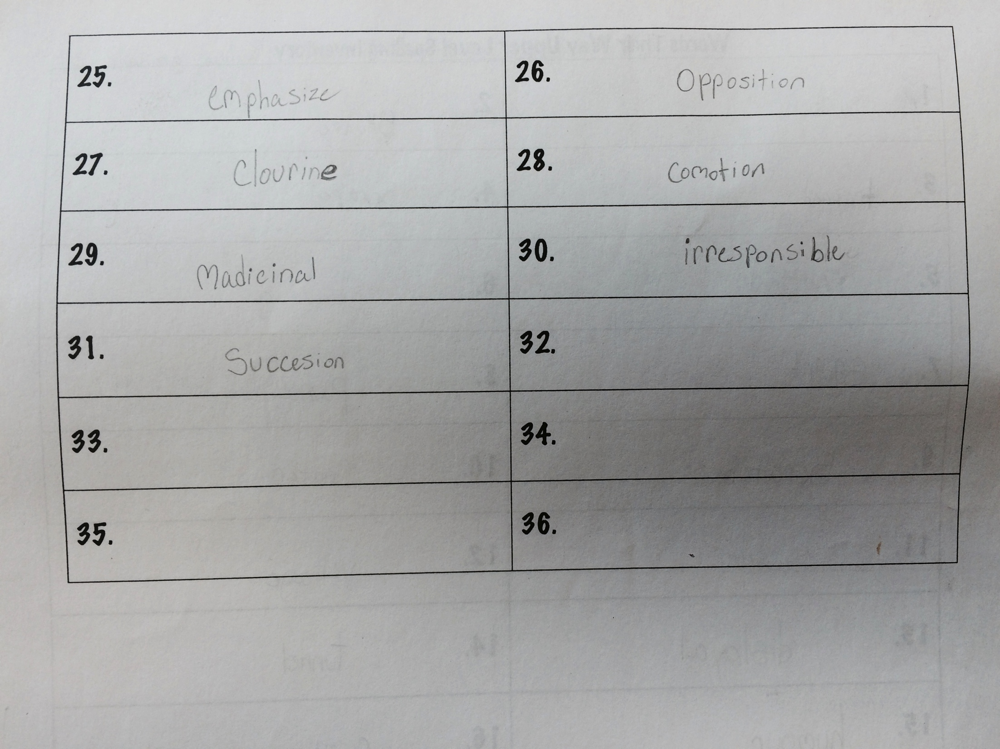 25. emphasize
26. Opposition
27. Clourine
28. Comotion
29. Madicinal
30. irresponsible
31. Succesion
32.
33.
34.
35.
36.